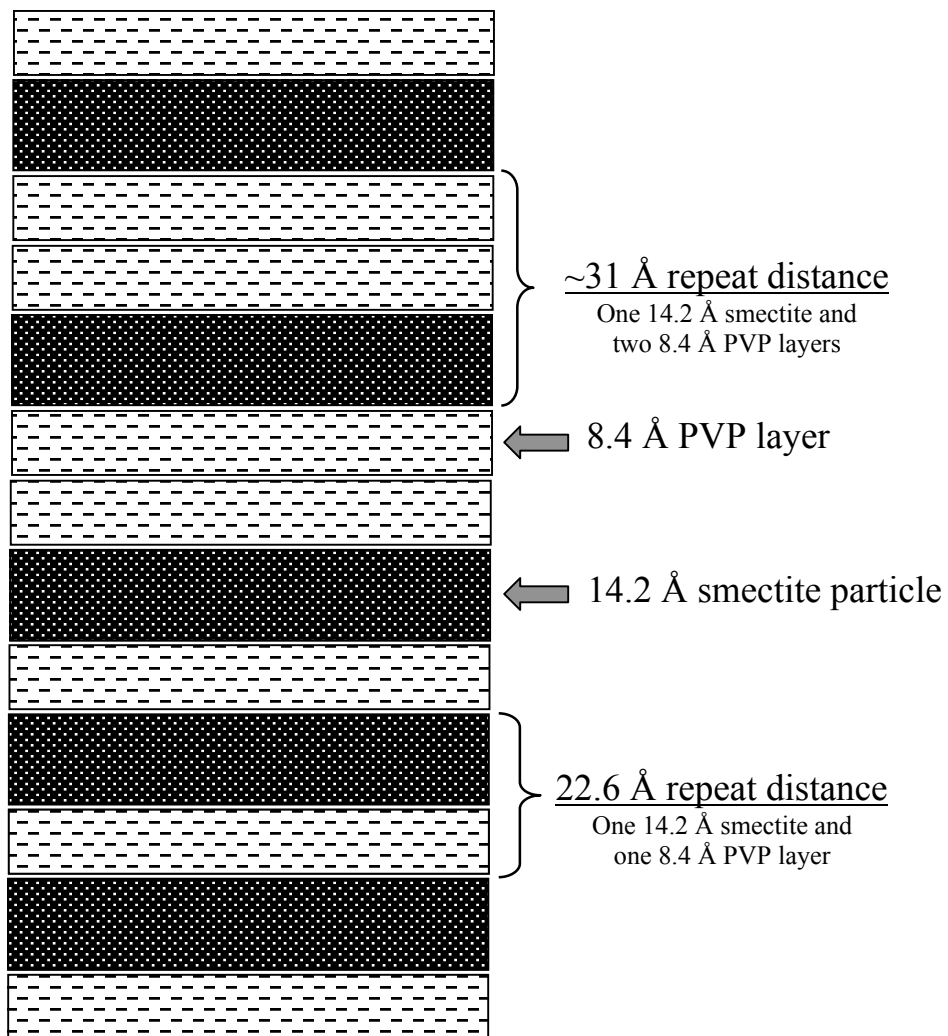 ~31 Å repeat distance
One 14.2 Å smectite and
two 8.4 Å PVP layers
8.4 Å PVP layer
14.2 Å smectite particle
22.6 Å repeat distance
One 14.2 Å smectite and
one 8.4 Å PVP layer